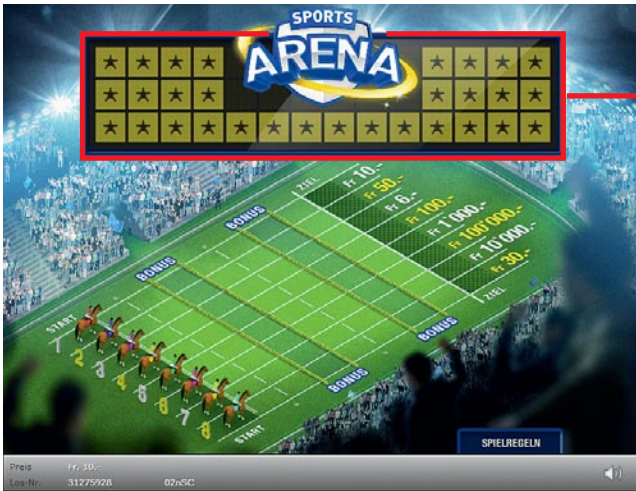 SPORTS
ARENA
ZIEL
Fr 10.-
Fr 50.-
Fr 6.-
Fr 100.-
Fr 1'000.-
Fr 100'000.-
Fr 10'000.-
Fr 30.-
ZIEL
BONUS
BONUS
BONUS
BONUS
START
1
2
3
4
5
6
7
8
START
SPIELREGELN
Preis Fr. 10.-
Los-Nr. 31275928 02nSC